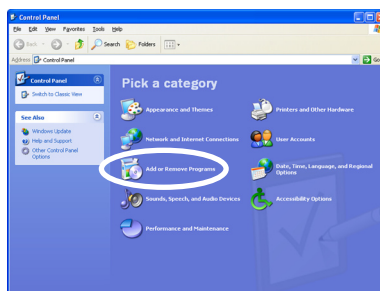 Control Panel
File Edit View Favorites Tools Help
Back Search Folders
Address Control Panel Go
Control Panel
Switch to Classic View
See Also
Windows Update
Help and Support
Other Control Panel
Options
Pick a category
Appearance and Themes
Printers and Other Hardware
Network and Internet Connections
User Accounts
Add or Remove Programs
Date, Time, Language, and Regional
Options
Sounds, Speech, and Audio Devices
Accessibility Options
Performance and Maintenance